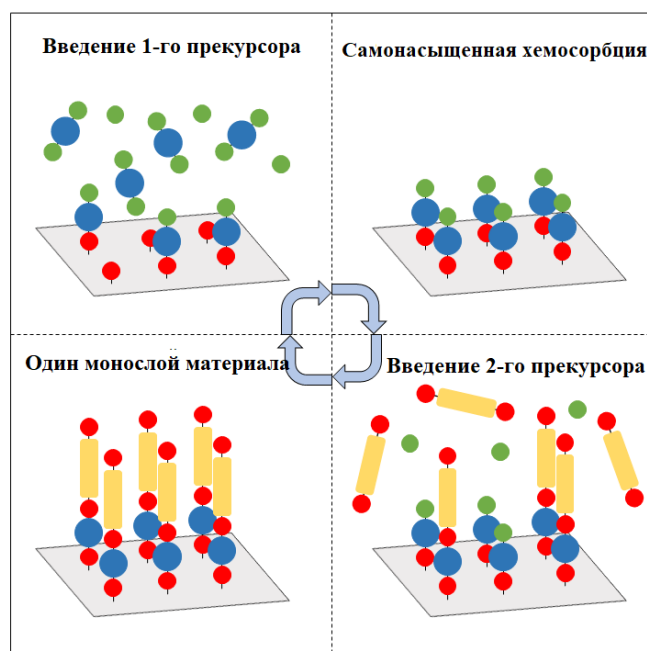 Введение 1-го прекурсора
Самонасыщенная хемосорбция
Один монослой материала
Введение 2-го прекурсора